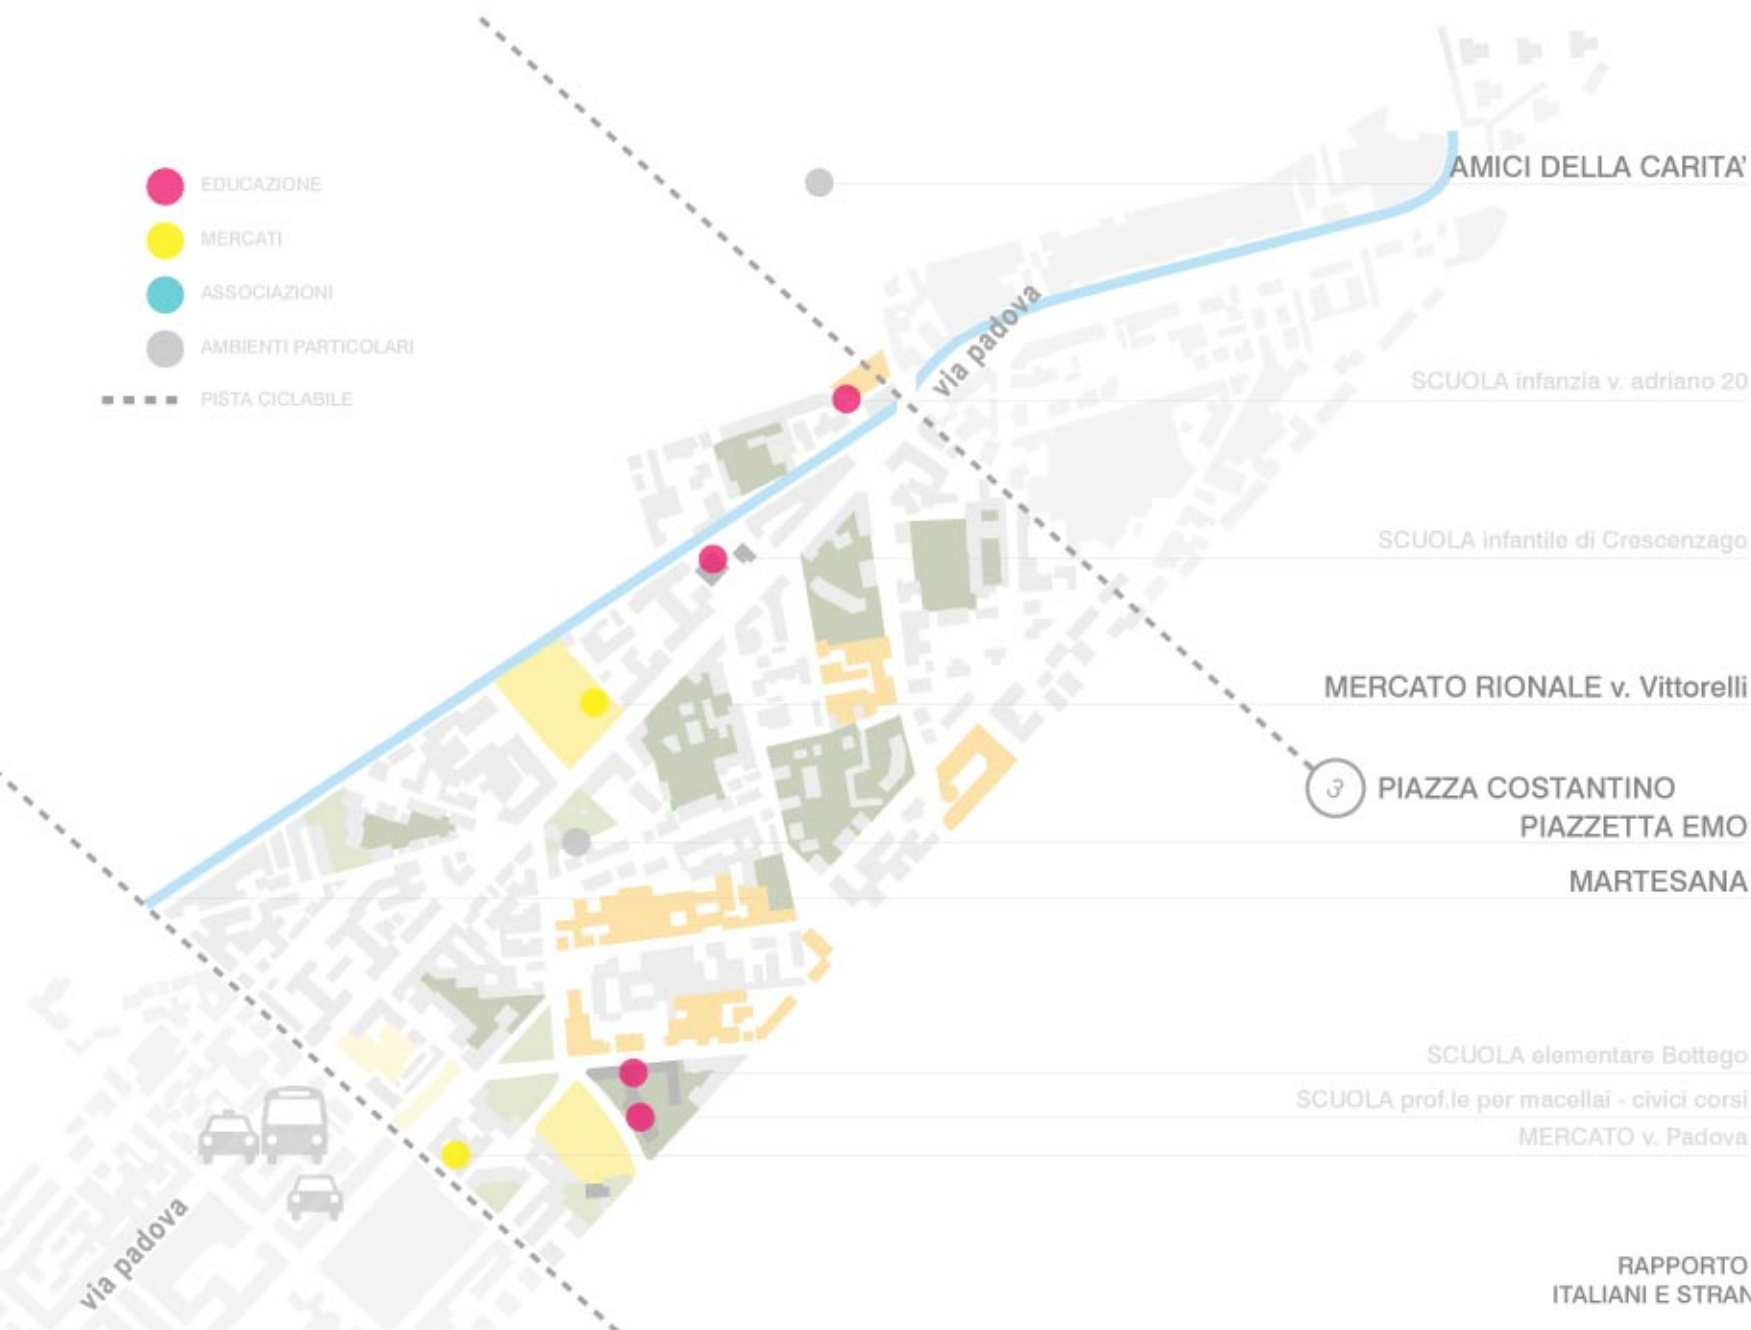 AMICI DELLA CARITA'
EDUCAZIONE
MERCATI
ASSOCIAZIONI
AMBIENTI PARTICOLARI
PISTA CICLABILE
via padova
SCUOLA infanzia v. adriano 20
SCUOLA infantile di Crescenzago
MERCATO RIONALE v. Vittorelli
3 PIAZZA COSTANTINO
PIAZZETTA EMO
MARTESANA
SCUOLA elementare Bottego
SCUOLA prof.le per macellai - civici corsi
MERCATO v. Padova
via padova
RAPPORTO
ITALIANI E STRAN